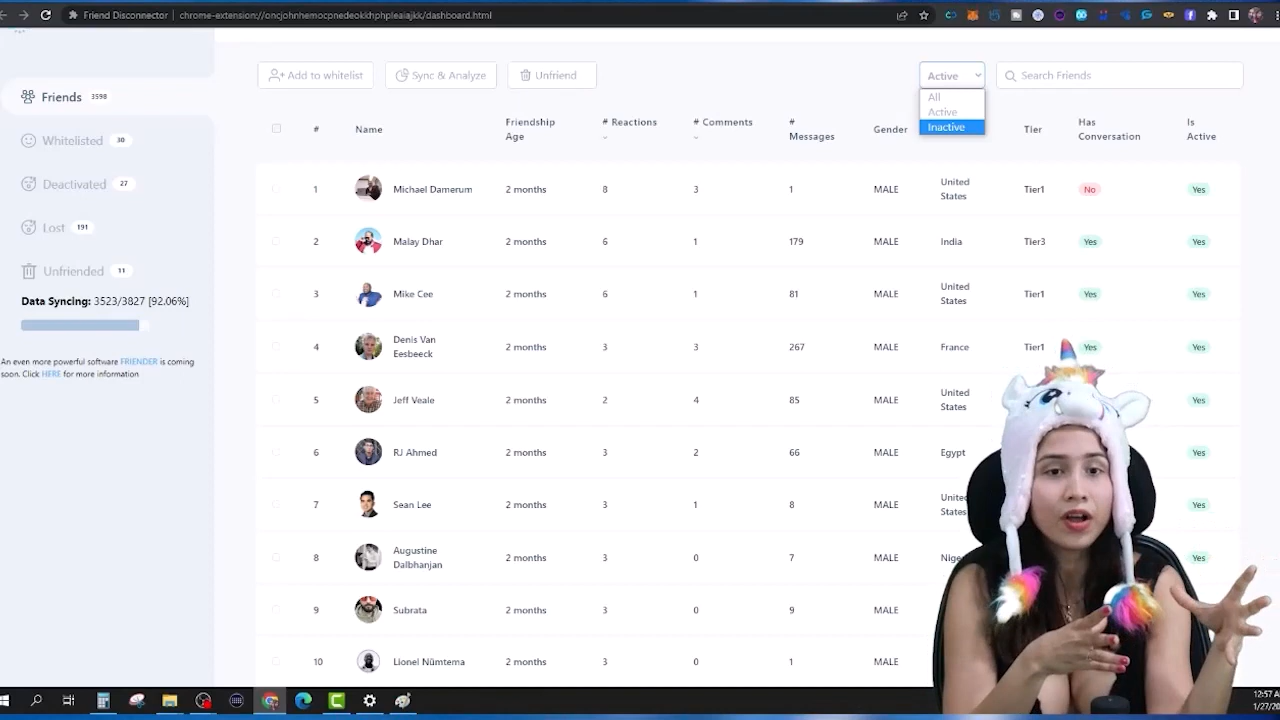 Friend Disconnector | chrome-extension://oncjohnhemocpnedeokkhphpleaiajkk/dashboard.html
Friends 3598
Whitelisted 30
Deactivated 27
Lost 191
Unfriended 11
Data Syncing: 3523/3827 [92.06%]
An even more powerful software FRIENDER is coming
soon. Click HERE for more information
Add to whitelist Sync & Analyze Unfriend Active Search Friends
All
Active
Inactive
# Name Friendship Age # Reactions # Comments # Messages Gender Tier Has Conversation Is Active
1 Michael Damerum 2 months 8 3 1 MALE United States Tier1 No Yes
2 Malay Dhar 2 months 6 1 179 MALE India Tier3 Yes Yes
3 Mike Cee 2 months 6 1 81 MALE United States Tier1 Yes Yes
4 Denis Van Eesbeeck 2 months 3 3 267 MALE France Tier1 Yes Yes
5 Jeff Veale 2 months 2 4 85 MALE United States Yes
6 RJ Ahmed 2 months 3 2 66 MALE Egypt Yes
7 Sean Lee 2 months 3 1 8 MALE Yes
8 Augustine Dalbhanjan 2 months 3 0 7 MALE Yes
9 Subrata 2 months 3 0 9 MALE
10 Lionel Nümtema 2 months 3 0 1 MALE
12:57 A
1/27/20